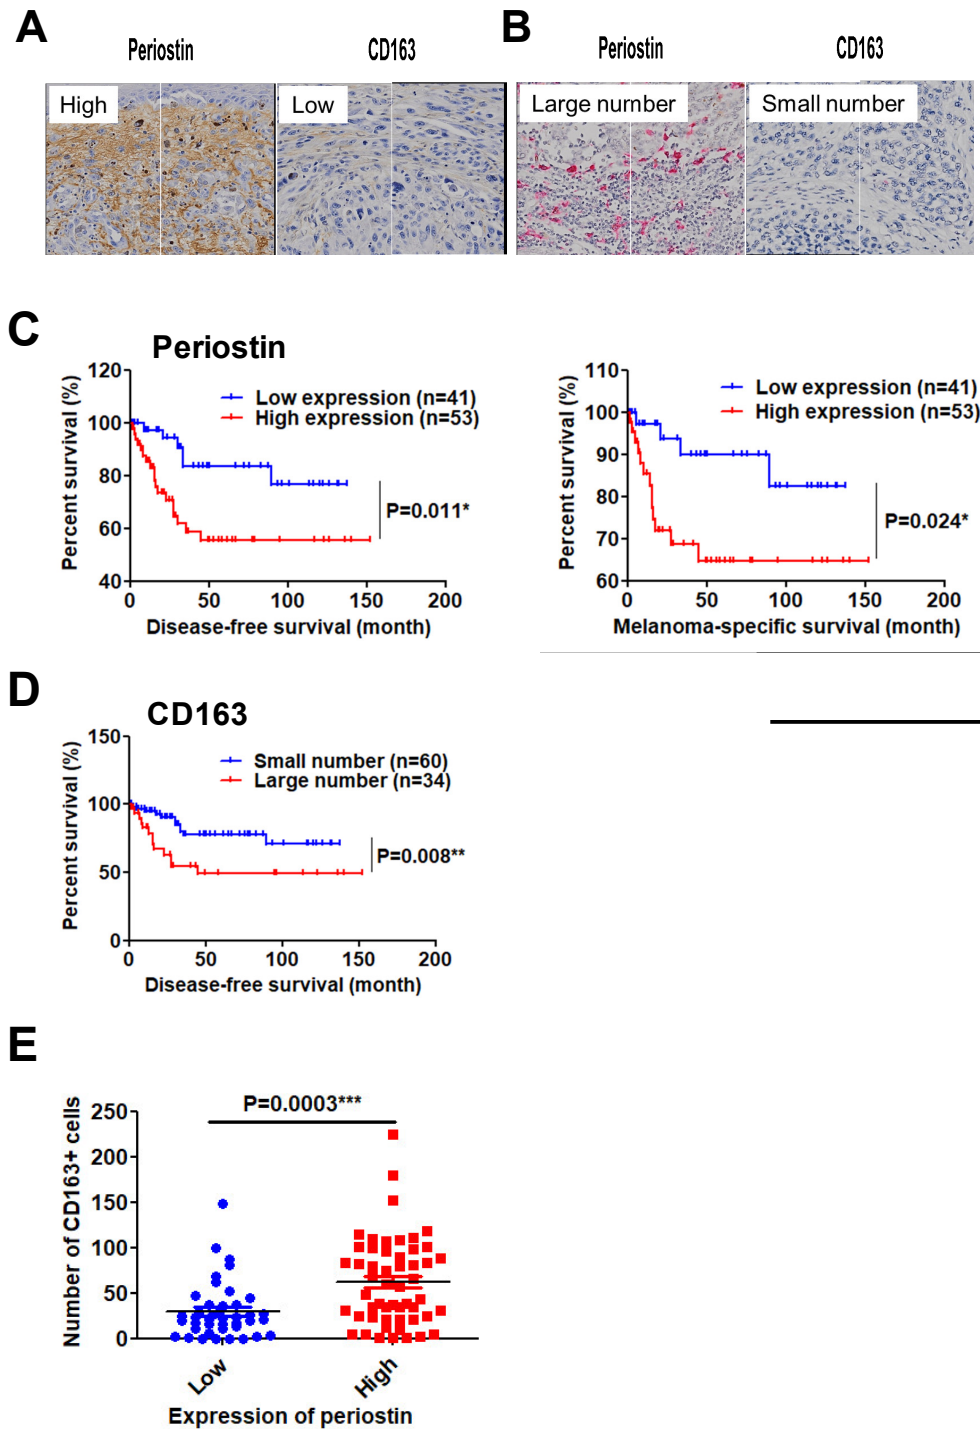 A
B
Periostin
CD163
Periostin
CD163
High
Low
Large number
Small number
C
Periostin
120
100
80
60
40
Percent survival (%)
Low expression (n=41)
High expression (n=53)
P=0.011*
0
50
100
150
200
Disease-free survival (month)
110
100
90
80
70
60
Percent survival (%)
Low expression (n=41)
High expression (n=53)
P=0.024*
0
50
100
150
200
Melanoma-specific survival (month)
D
CD163
150
100
50
0
Percent survival (%)
Small number (n=60)
Large number (n=34)
P=0.008**
0
50
100
150
200
Disease-free survival (month)
E
P=0.0003***
250
200
150
100
50
0
Number of CD163+ cells
Low
High
Expression of periostin